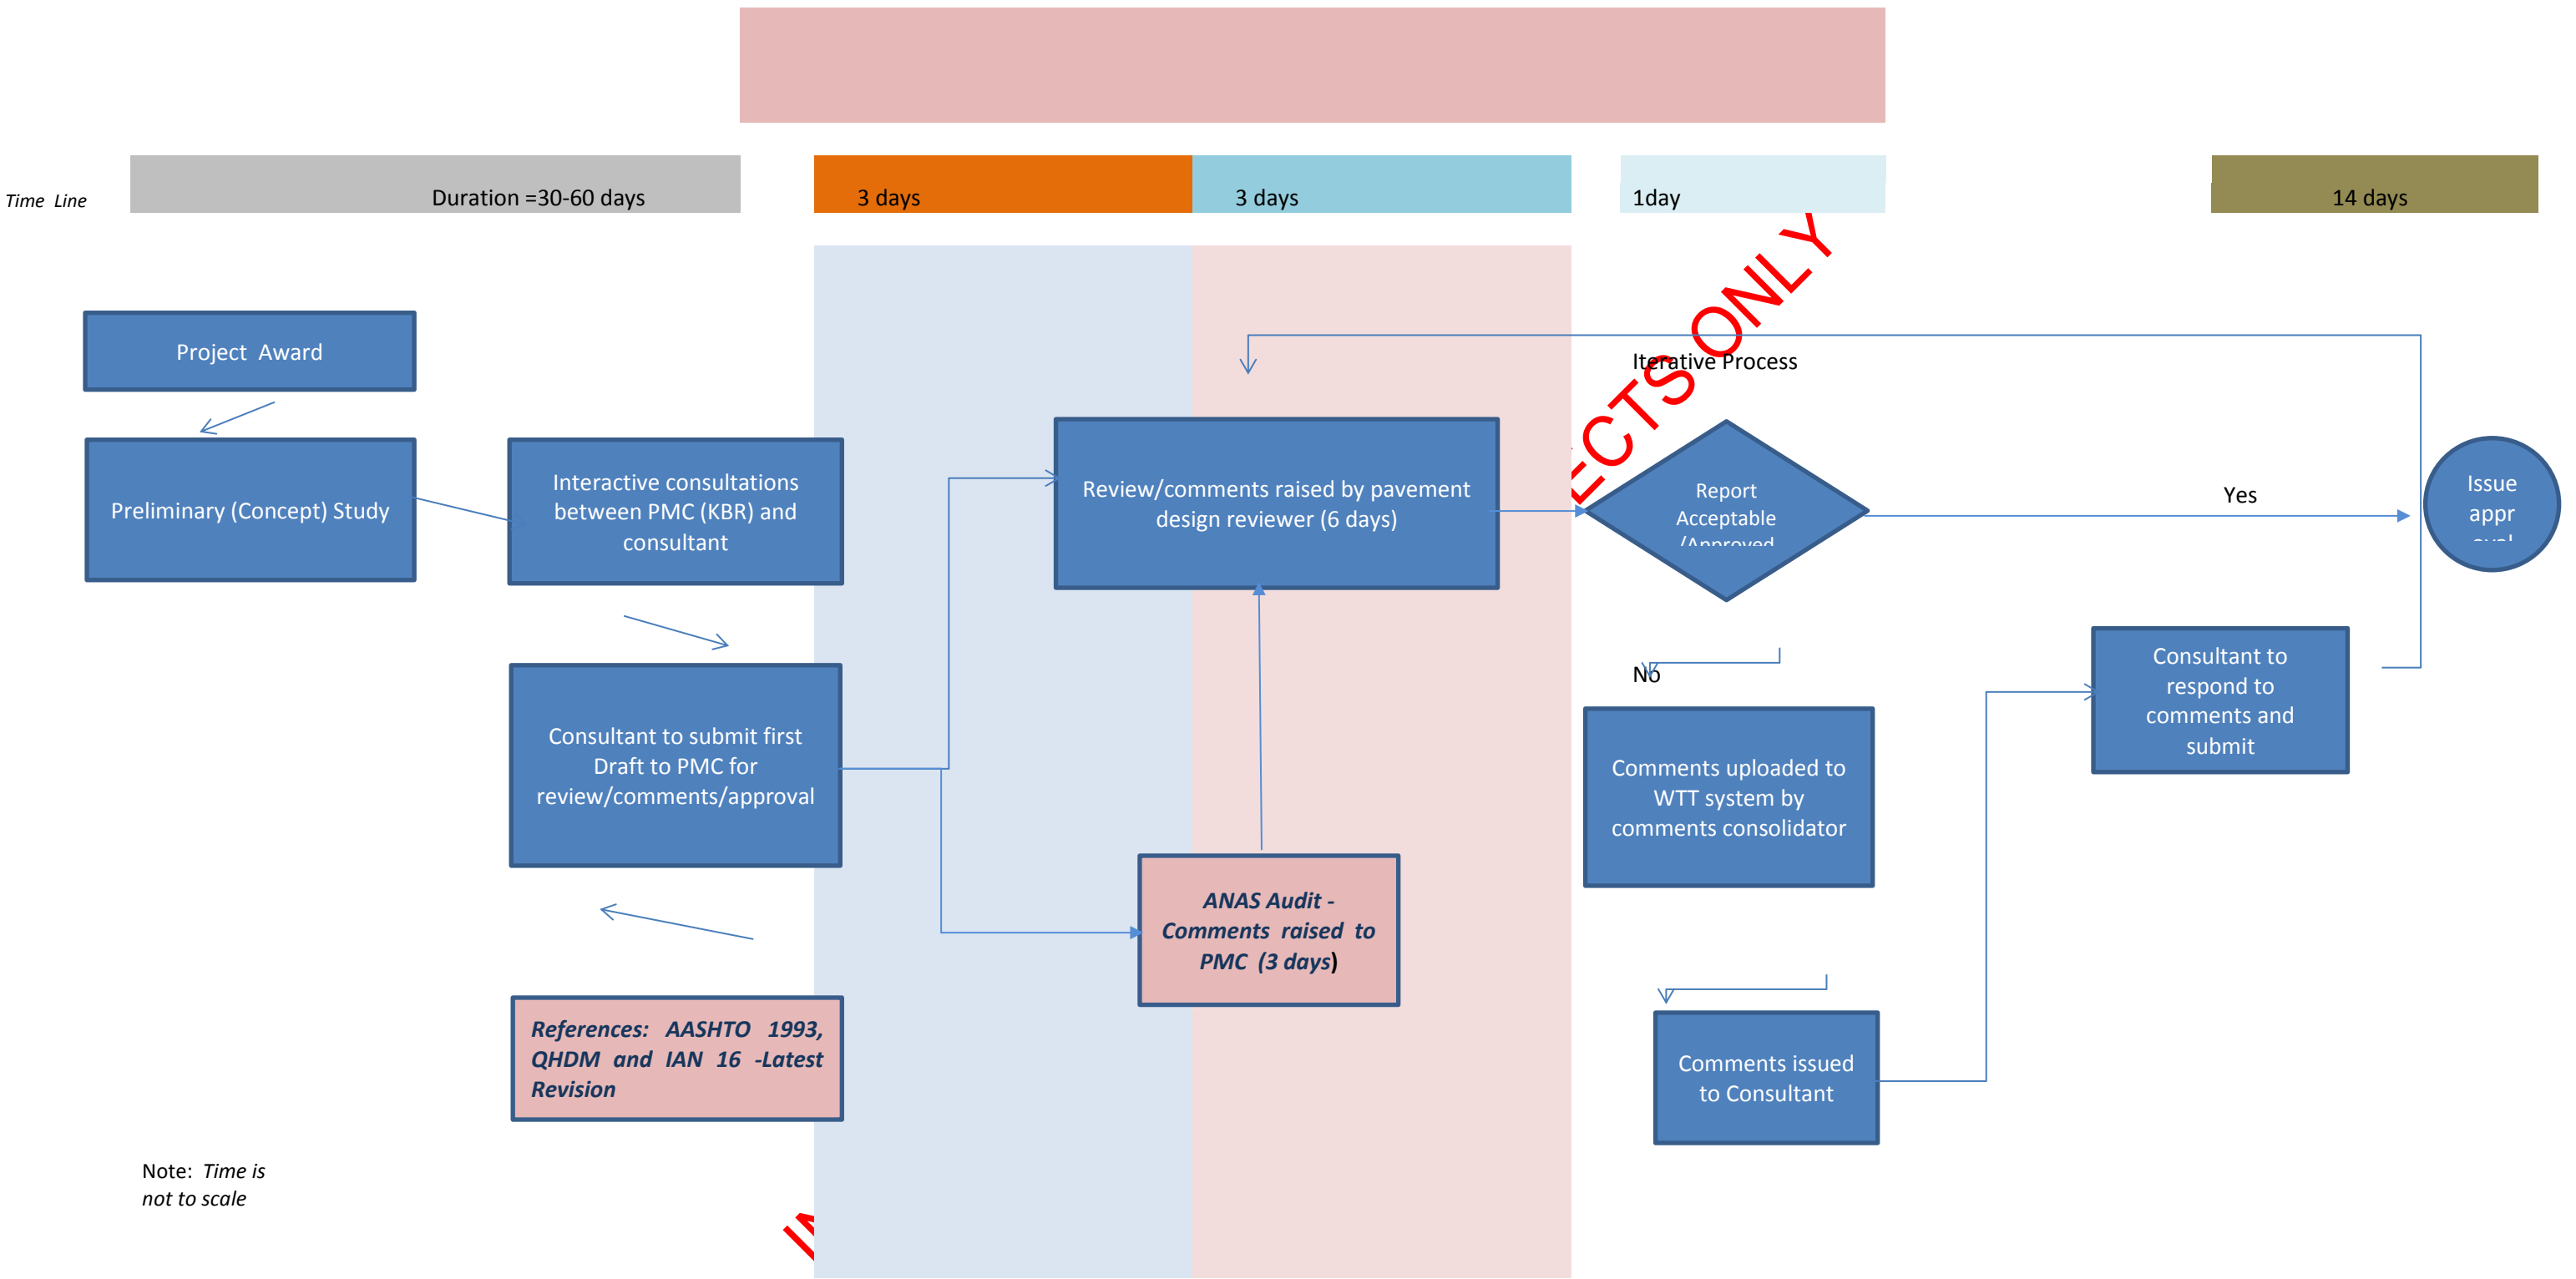 Time Line
Duration =30-60 days
3 days
3 days
1day
14 days
Project Award
Iterative Process
Preliminary (Concept) Study
Interactive consultations
between PMC (KBR) and
consultant
Review/comments raised by pavement
design reviewer (6 days)
Report
Acceptable
/Approved
Yes
Issue
appr
oval
Consultant to submit first
Draft to PMC for
review/comments/approval
No
Comments uploaded to
WTT system by
comments consolidator
Consultant to
respond to
comments and
submit
ANAS Audit -
Comments raised to
PMC (3 days)
References: AASHTO 1993,
QHDM and IAN 16 -Latest
Revision
Comments issued
to Consultant
Note: Time is
not to scale
ECTS ONLY